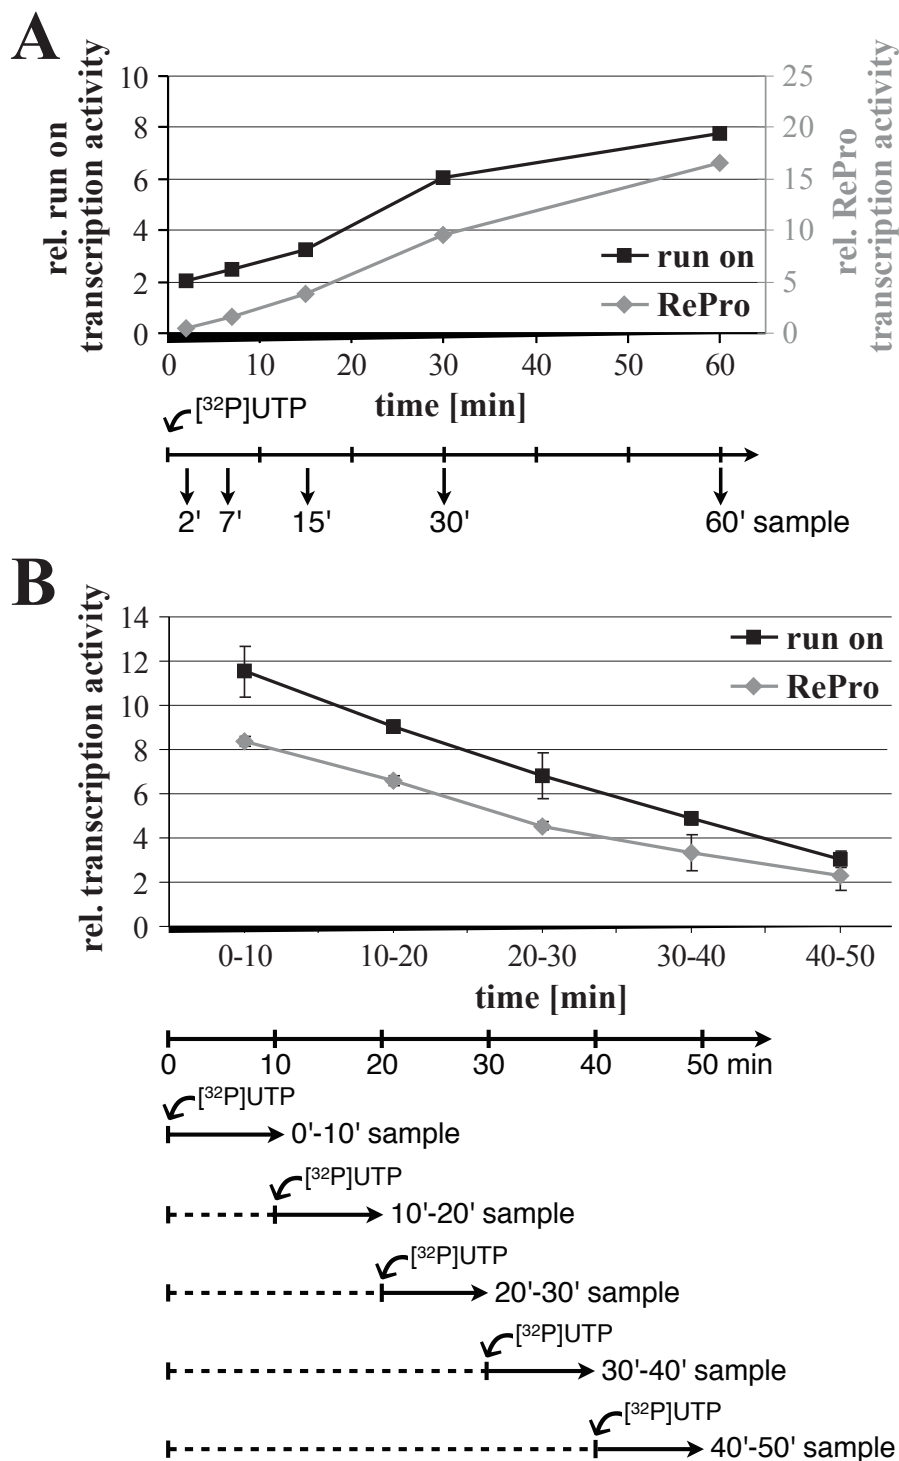 A
rel. run on
transcription activity
10
8
6
4
2
0
25
20
15
10
5
0
rel. RePro
transcription activity
run on
RePro
0 10 20 30 40 50 60
time [min]
[³²P]UTP
2' 7' 15' 30' 60' sample
B
rel. transcription activity
14
12
10
8
6
4
2
0
run on
RePro
0-10 10-20 20-30 30-40 40-50
time [min]
0 10 20 30 40 50 min
[³²P]UTP
0'-10' sample
[³²P]UTP
10'-20' sample
[³²P]UTP
20'-30' sample
[³²P]UTP
30'-40' sample
[³²P]UTP
40'-50' sample